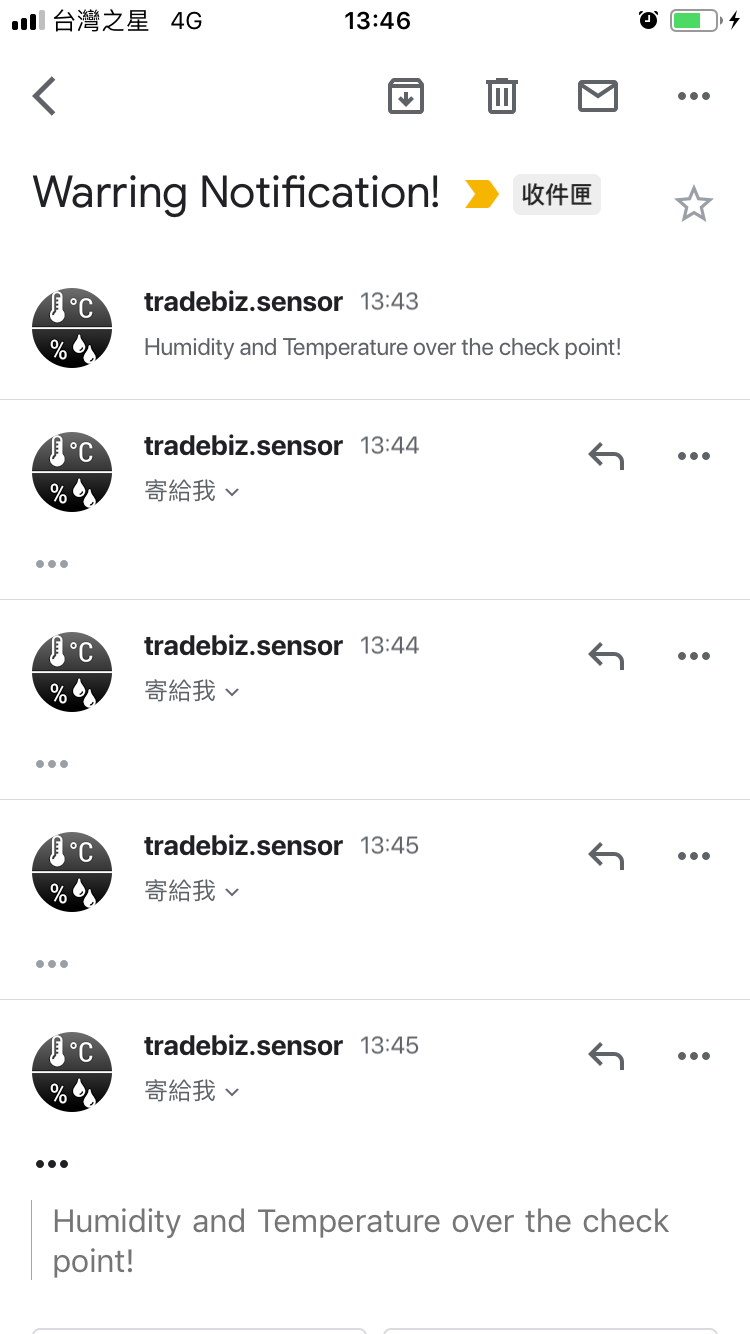 台灣之星 4G 13:46
Warring Notification! 收件匣
°C
%
tradebiz.sensor 13:43
Humidity and Temperature over the check point!
°C
%
tradebiz.sensor 13:44
寄給我
°C
%
tradebiz.sensor 13:44
寄給我
°C
%
tradebiz.sensor 13:45
寄給我
°C
%
tradebiz.sensor 13:45
寄給我
Humidity and Temperature over the check
point!